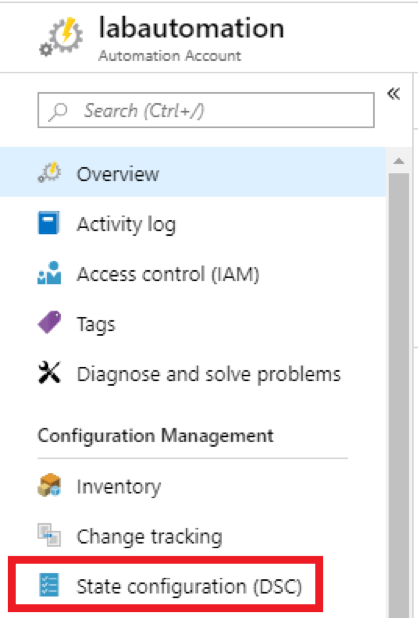 labautomation
Automation Account
«
Search (Ctrl+/)
Overview
Activity log
Access control (IAM)
Tags
Diagnose and solve problems
Configuration Management
Inventory
Change tracking
State configuration (DSC)